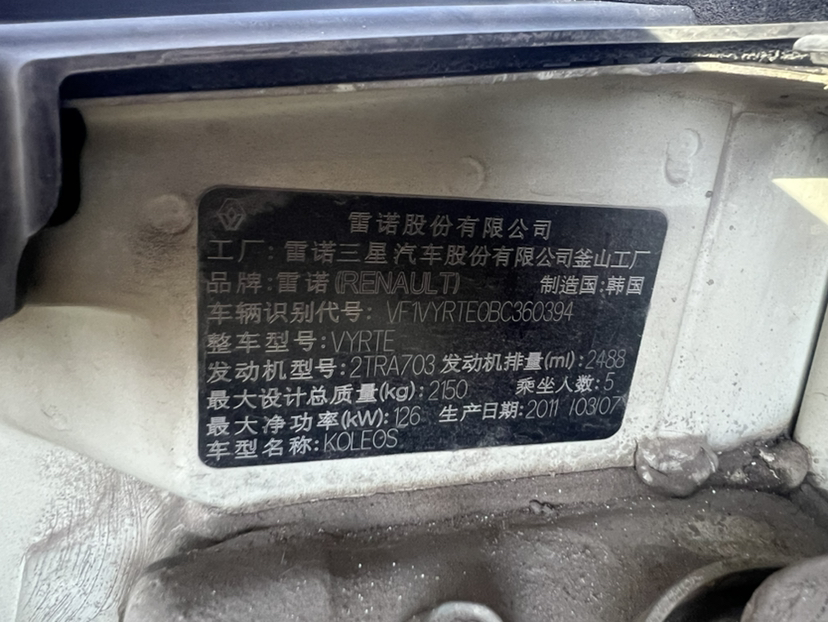 雷诺股份有限公司
工厂: 雷诺三星汽车股份有限公司釜山工厂
品牌:雷诺(RENAULT) 制造国:韩国
车辆识别代号: VF1VYRTE0BC360394
整车型号:VYRTE
发动机型号:2TRA703 发动机排量(ml):2488
最大设计总质量(kg):2150 乘坐人数:5
最大净功率(kW):126 生产日期:2011 /03/07
车型名称:KOLEOS